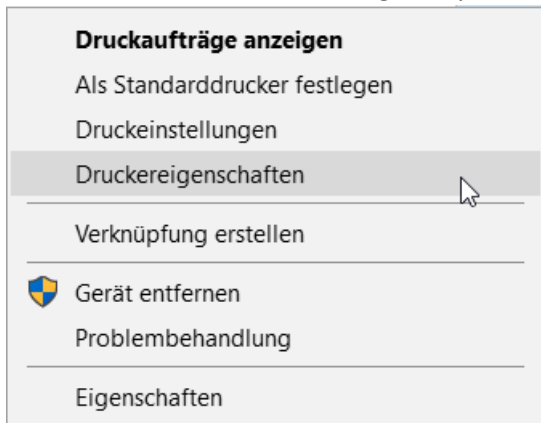 Druckaufträge anzeigen
Als Standarddrucker festlegen
Druckeinstellungen
Druckereigenschaften
Verknüpfung erstellen
Gerät entfernen
Problembehandlung
Eigenschaften